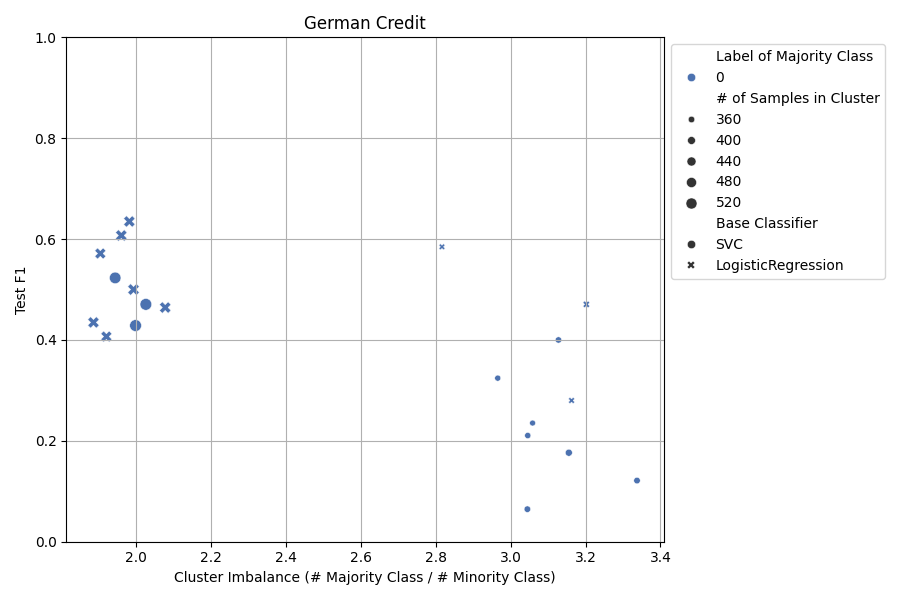 German Credit
1.0
0.8
0.6
0.4
0.2
0.0
Test F1
2.0 2.2 2.4 2.6 2.8 3.0 3.2 3.4
Cluster Imbalance (# Majority Class / # Minority Class)
Label of Majority Class
0
# of Samples in Cluster
360
400
440
480
520
Base Classifier
SVC
LogisticRegression